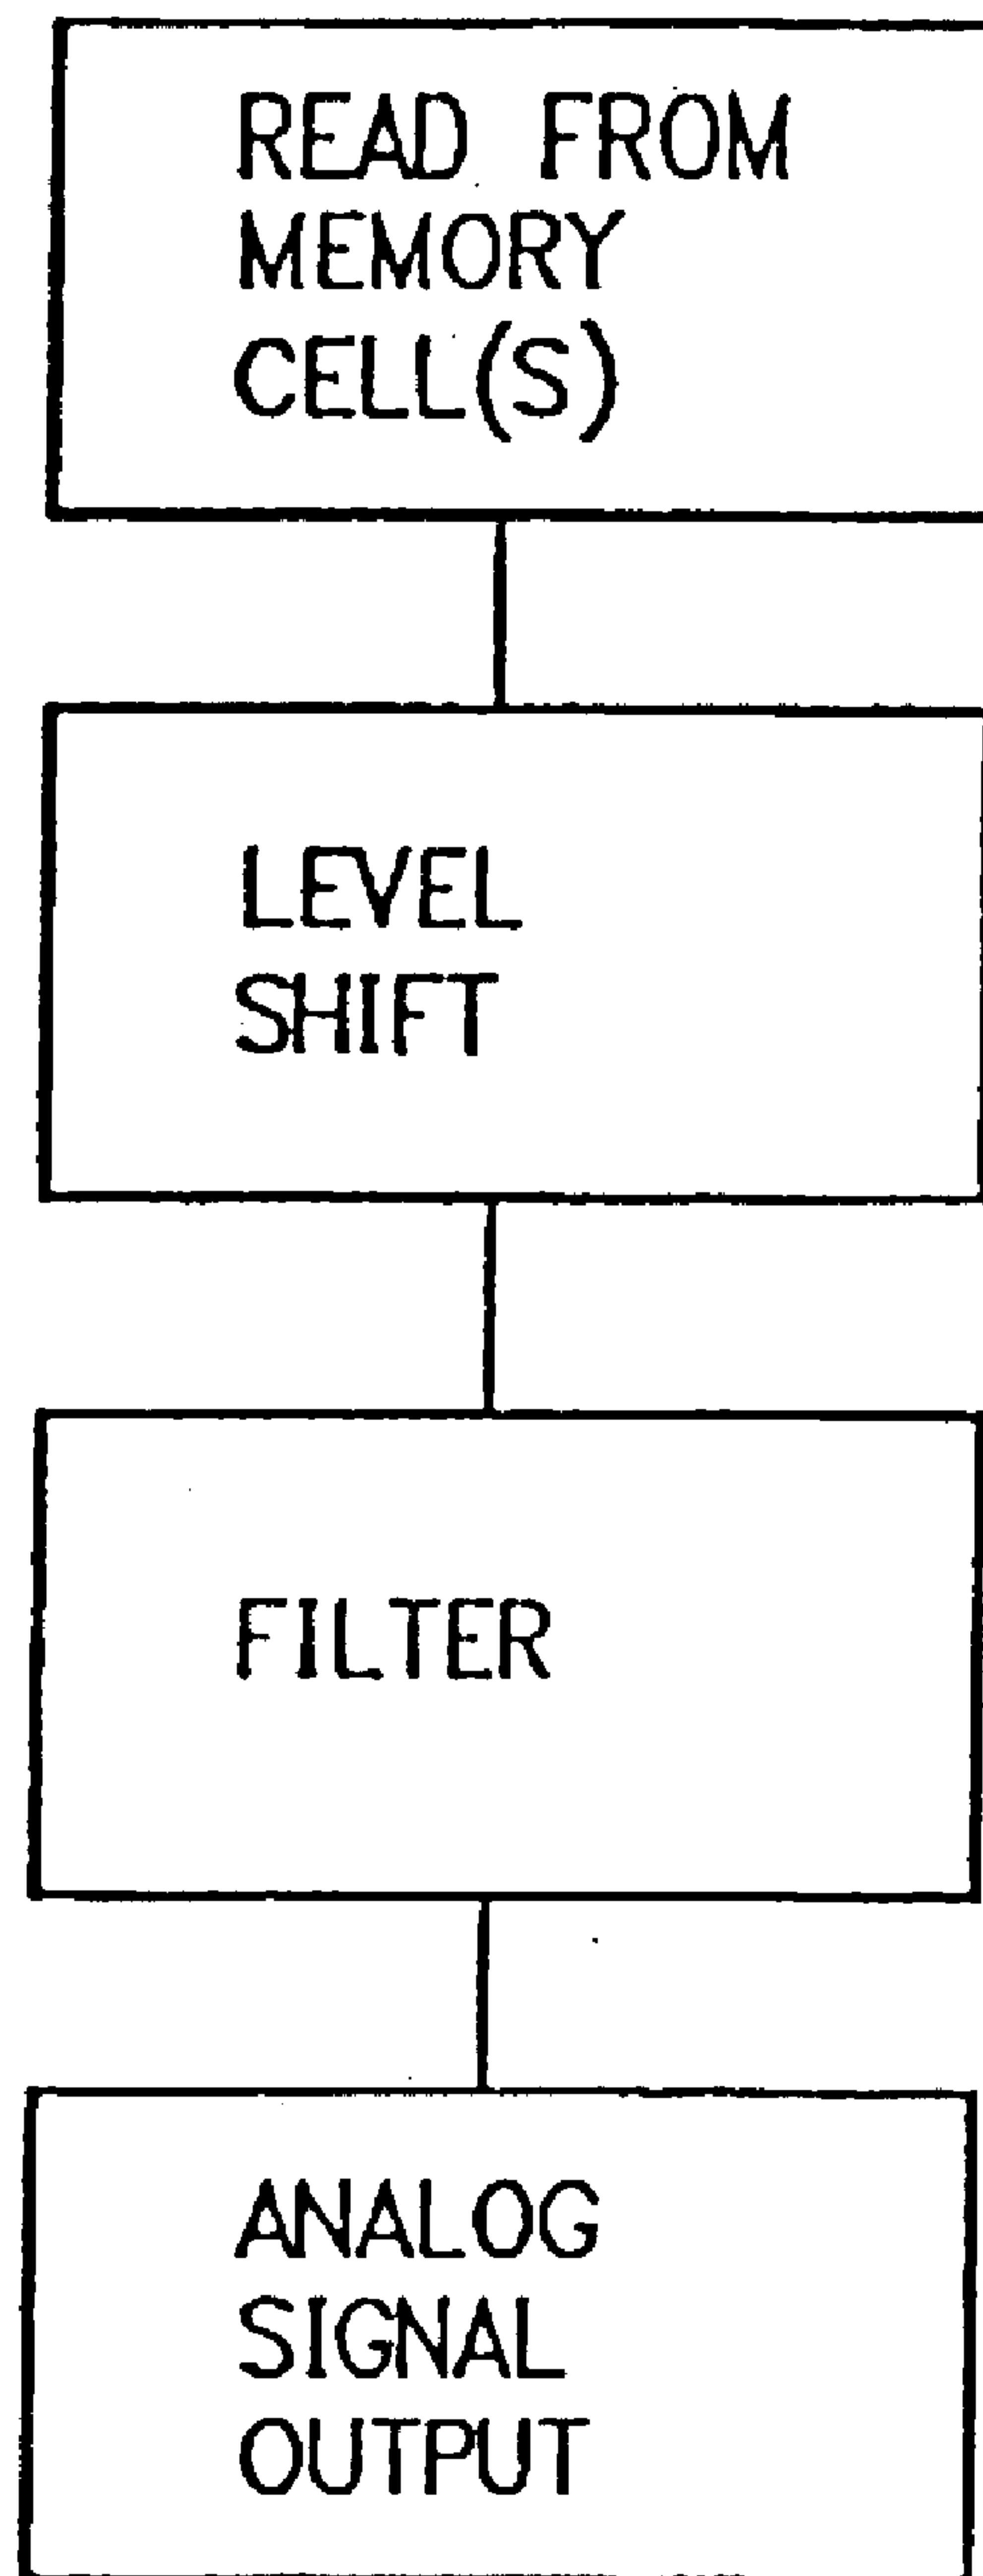 READ FROM
MEMORY
CELL(S)
LEVEL
SHIFT
FILTER
ANALOG
SIGNAL
OUTPUT